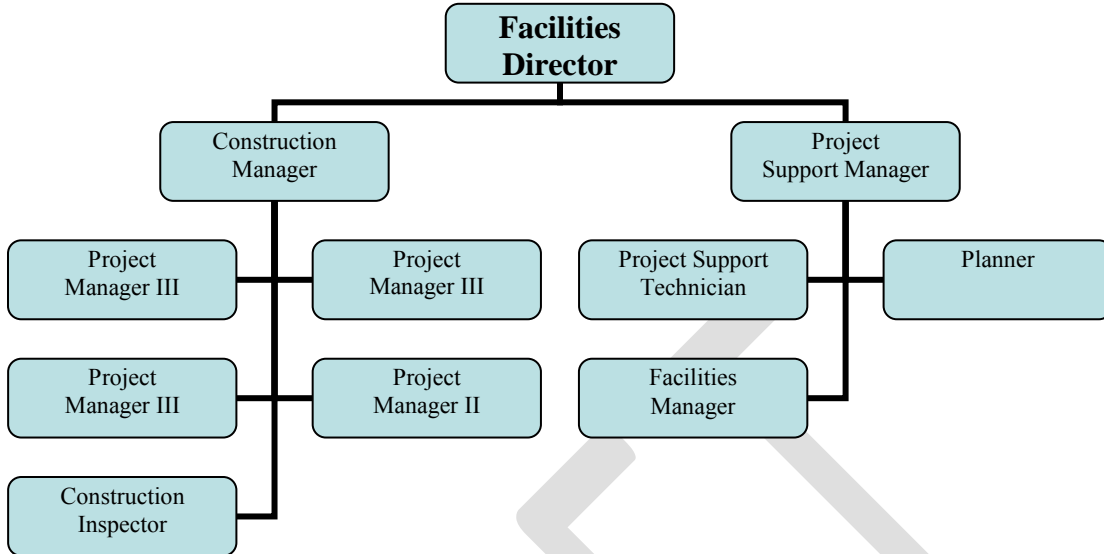 Facilities
Director
Construction
Manager
Project
Support Manager
Project
Manager III
Project
Manager III
Project Support
Technician
Planner
Project
Manager III
Project
Manager II
Facilities
Manager
Construction
Inspector